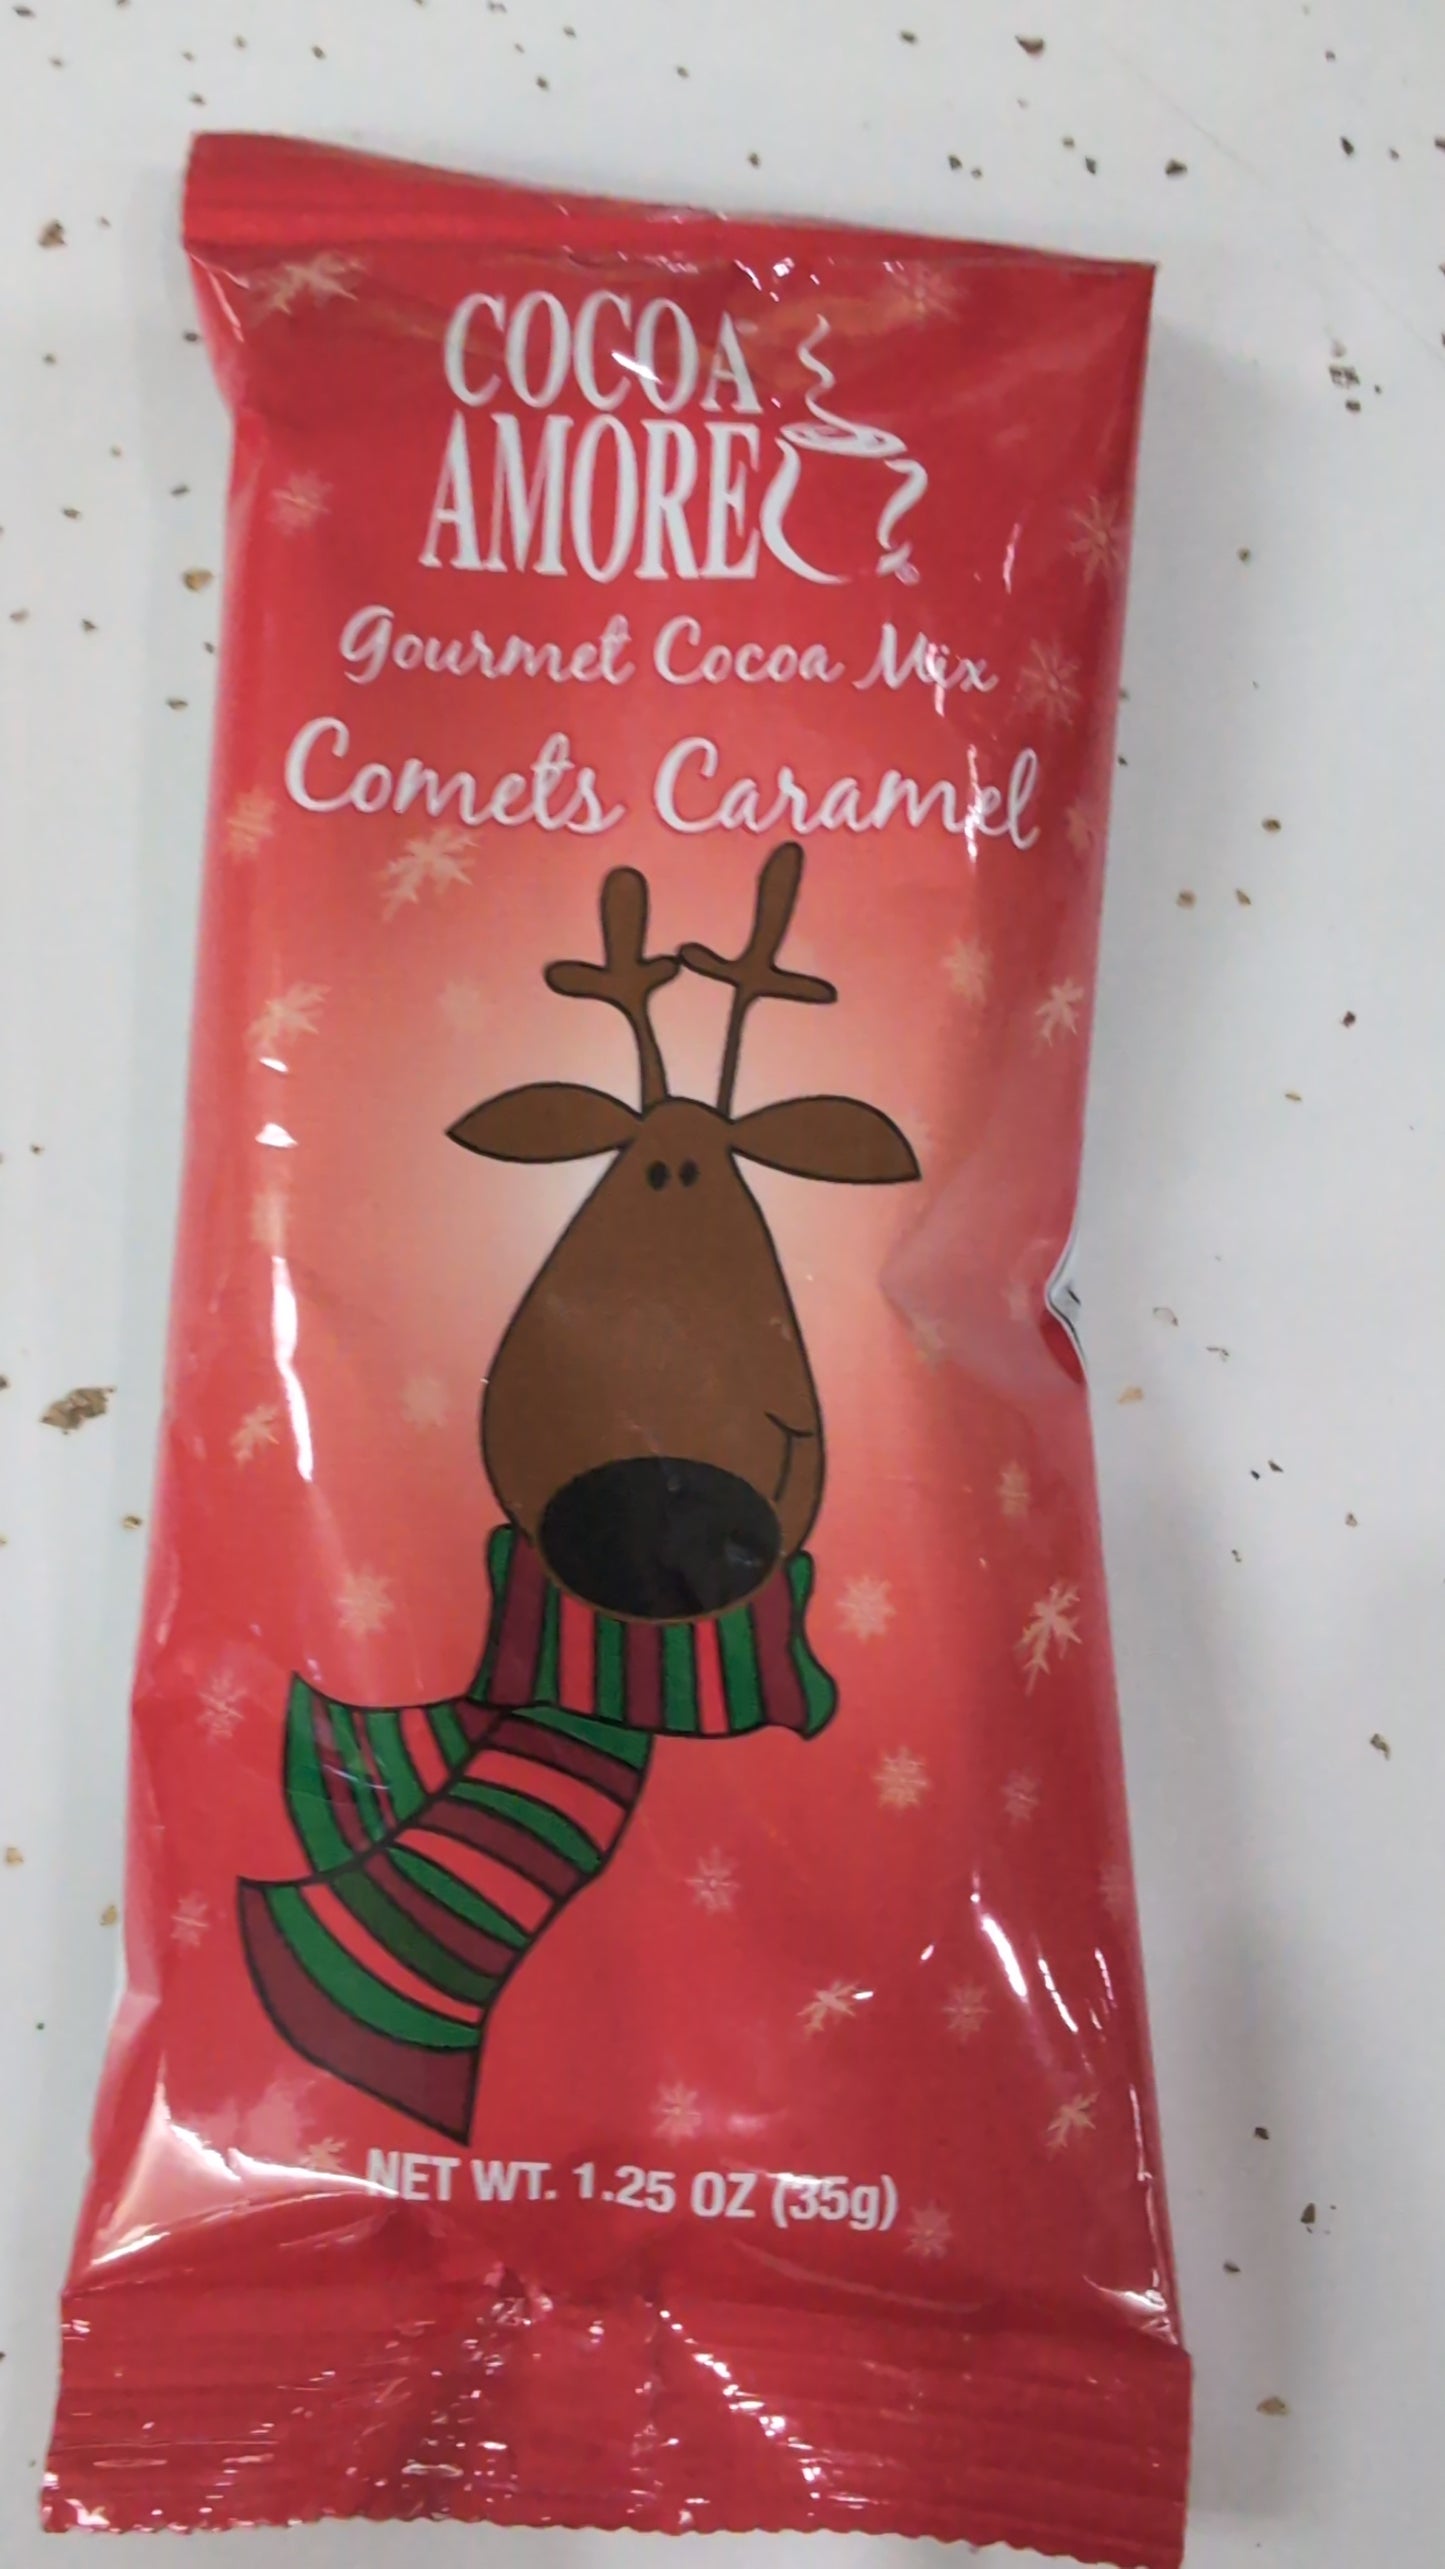 COCOA
AMORE
Gourmet Cocoa Mix
Comets Caramel
NET WT. 1.25 OZ (35g)